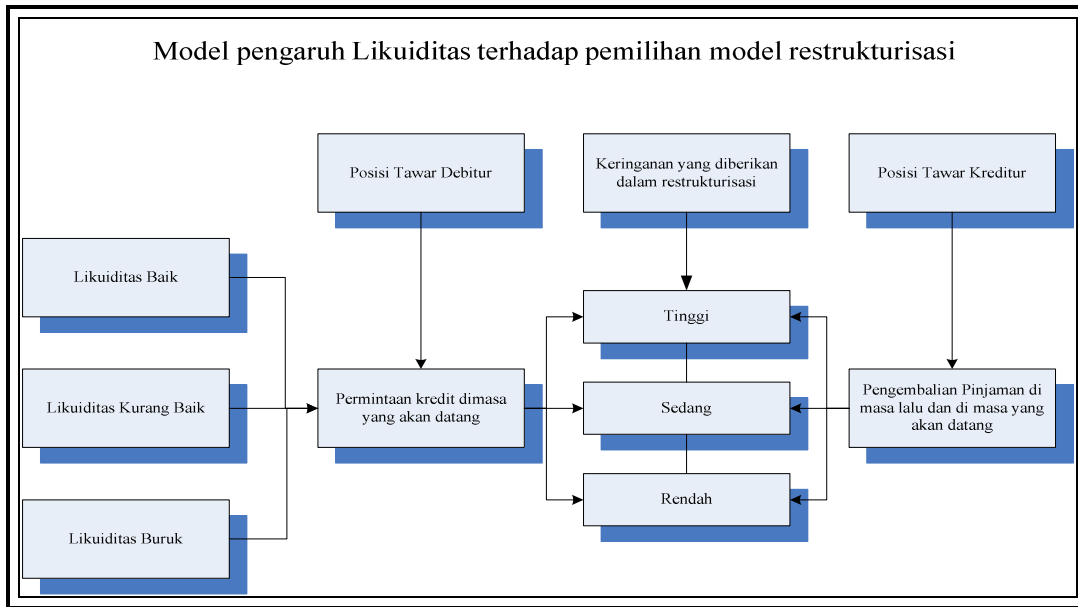 Model pengaruh Likuiditas terhadap pemilihan model restrukturisasi
Posisi Tawar Debitur
Keringanan yang diberikan
dalam restrukturisasi
Posisi Tawar Kreditur
Likuiditas Baik
Likuiditas Kurang Baik
Likuiditas Buruk
Permintaan kredit dimasa
yang akan datang
Tinggi
Sedang
Rendah
Pengembalian Pinjaman di
masa lalu dan di masa yang
akan datang